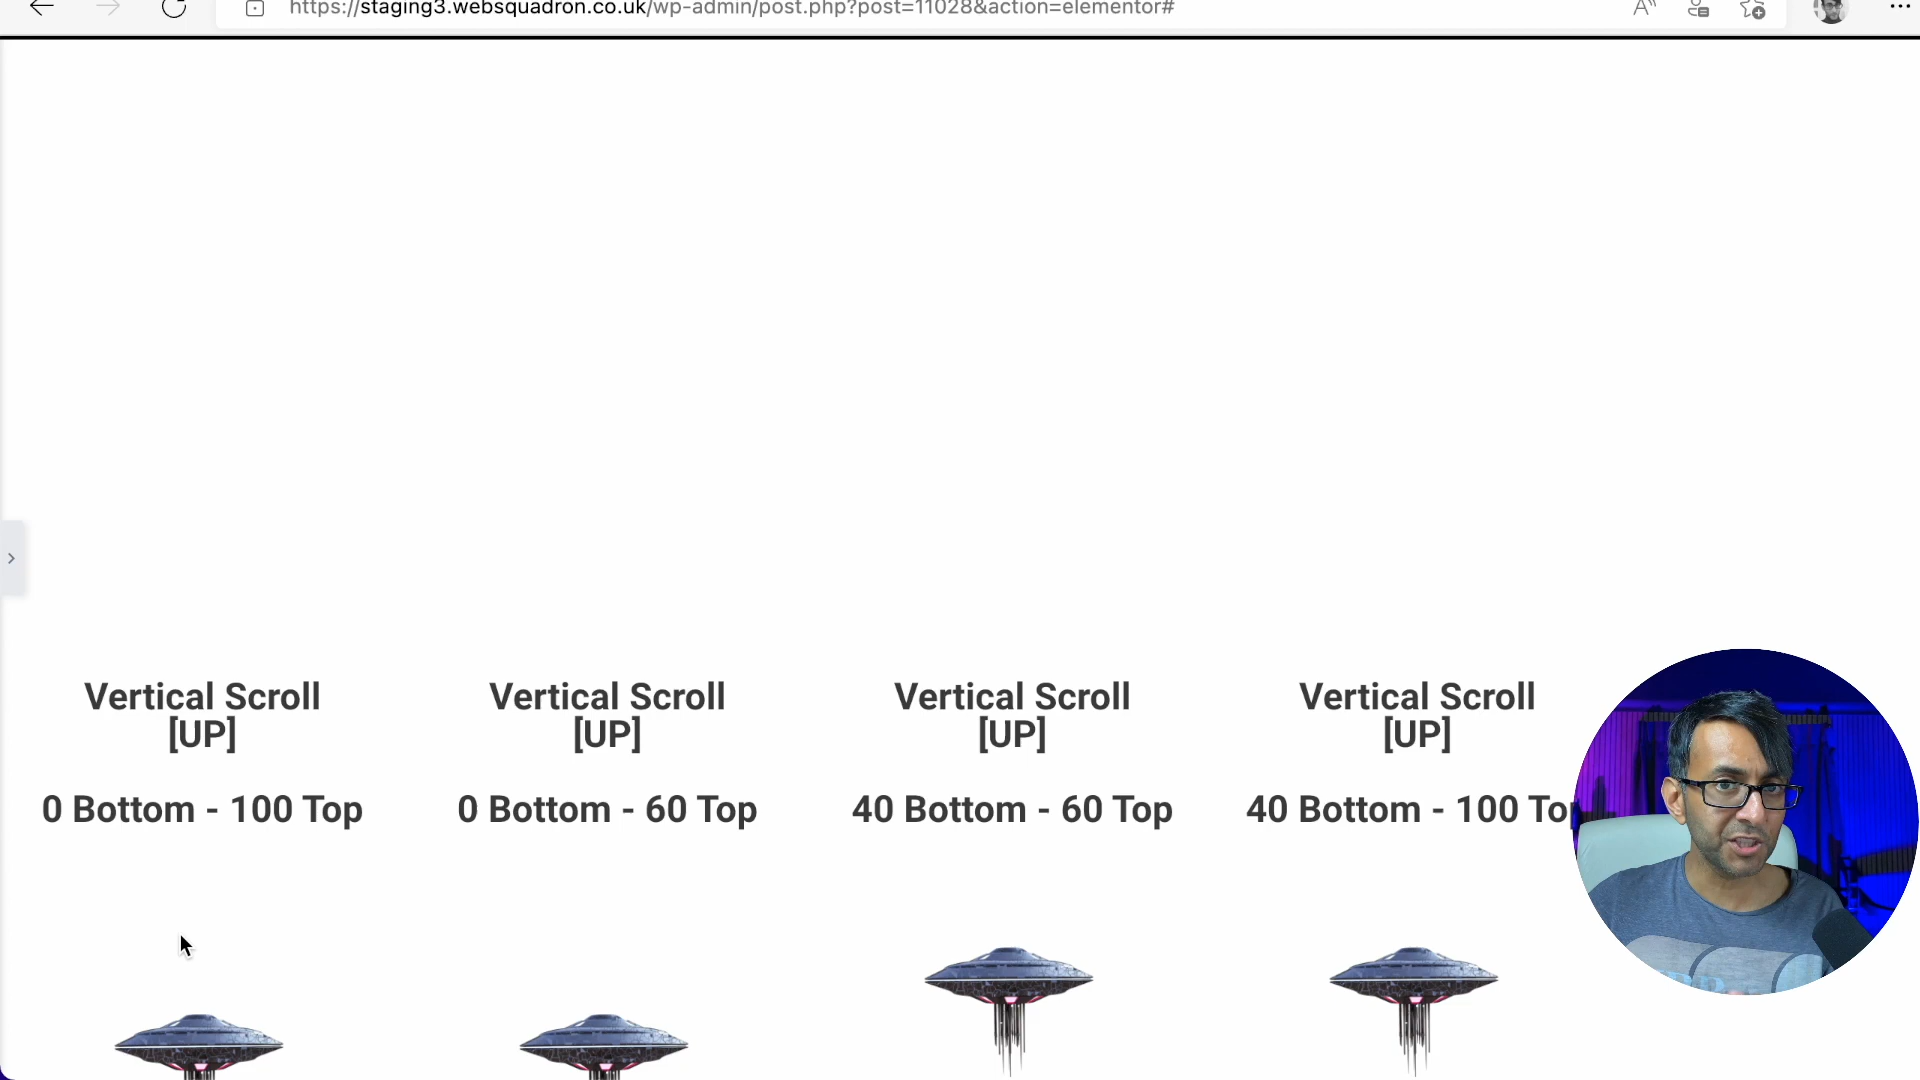 https://staging3.websquadron.co.uk/wp-admin/post.php?post=11028&action=elementor#
Vertical Scroll
[UP]
0 Bottom - 100 Top
Vertical Scroll
[UP]
0 Bottom - 60 Top
Vertical Scroll
[UP]
40 Bottom - 60 Top
Vertical Scroll
[UP]
40 Bottom - 100 Top